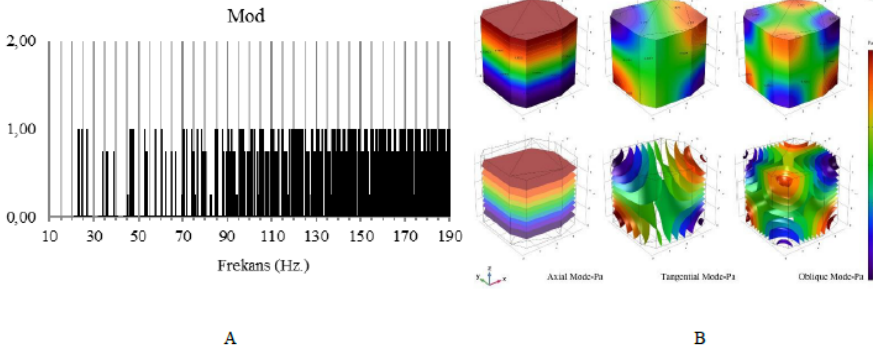 Mod
2,00
1,00
0,00
10 30 50 70 90 110 130 150 170 190
Frekans (Hz.)
A
z
y x
Axial Mode-Pa
Tangential Mode-Pa
Oblique Mode-Pa
B